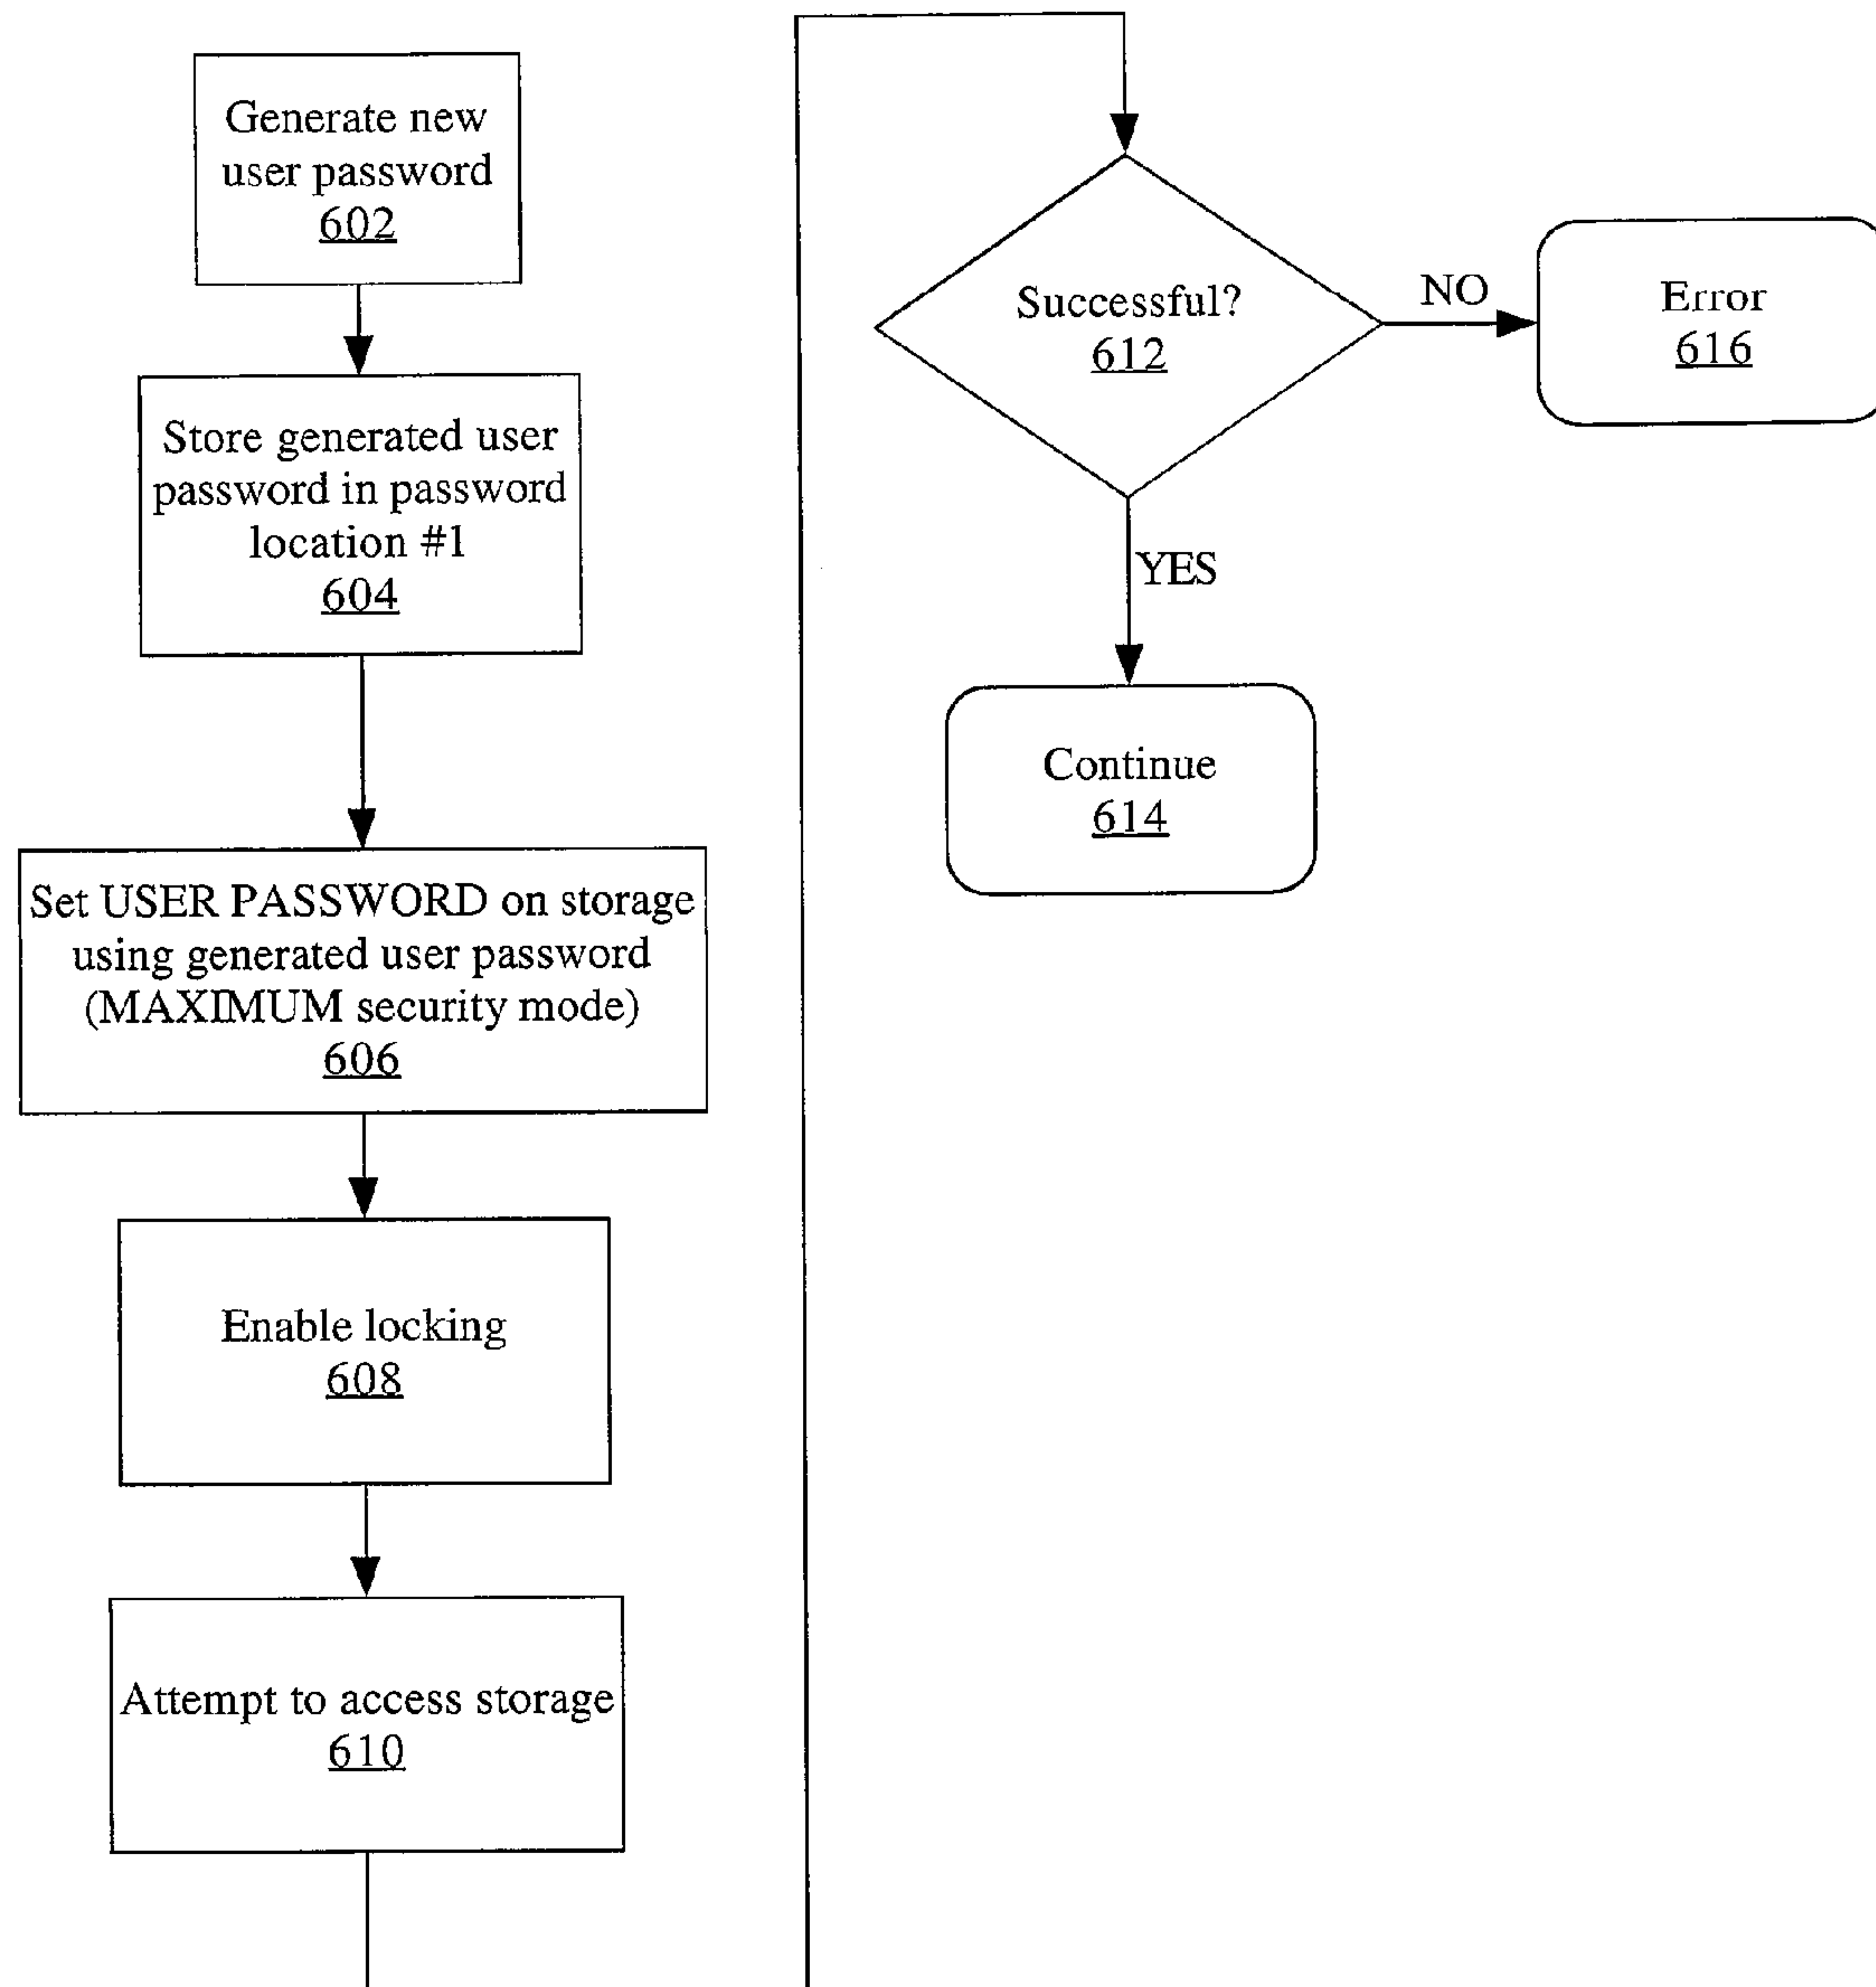 Generate new
user password
602
Store generated user
password in password
location #1
604
Set USER PASSWORD on storage
using generated user password
(MAXIMUM security mode)
606
Enable locking
608
Attempt to access storage
610
Successful?
612
NO
Error
616
YES
Continue
614